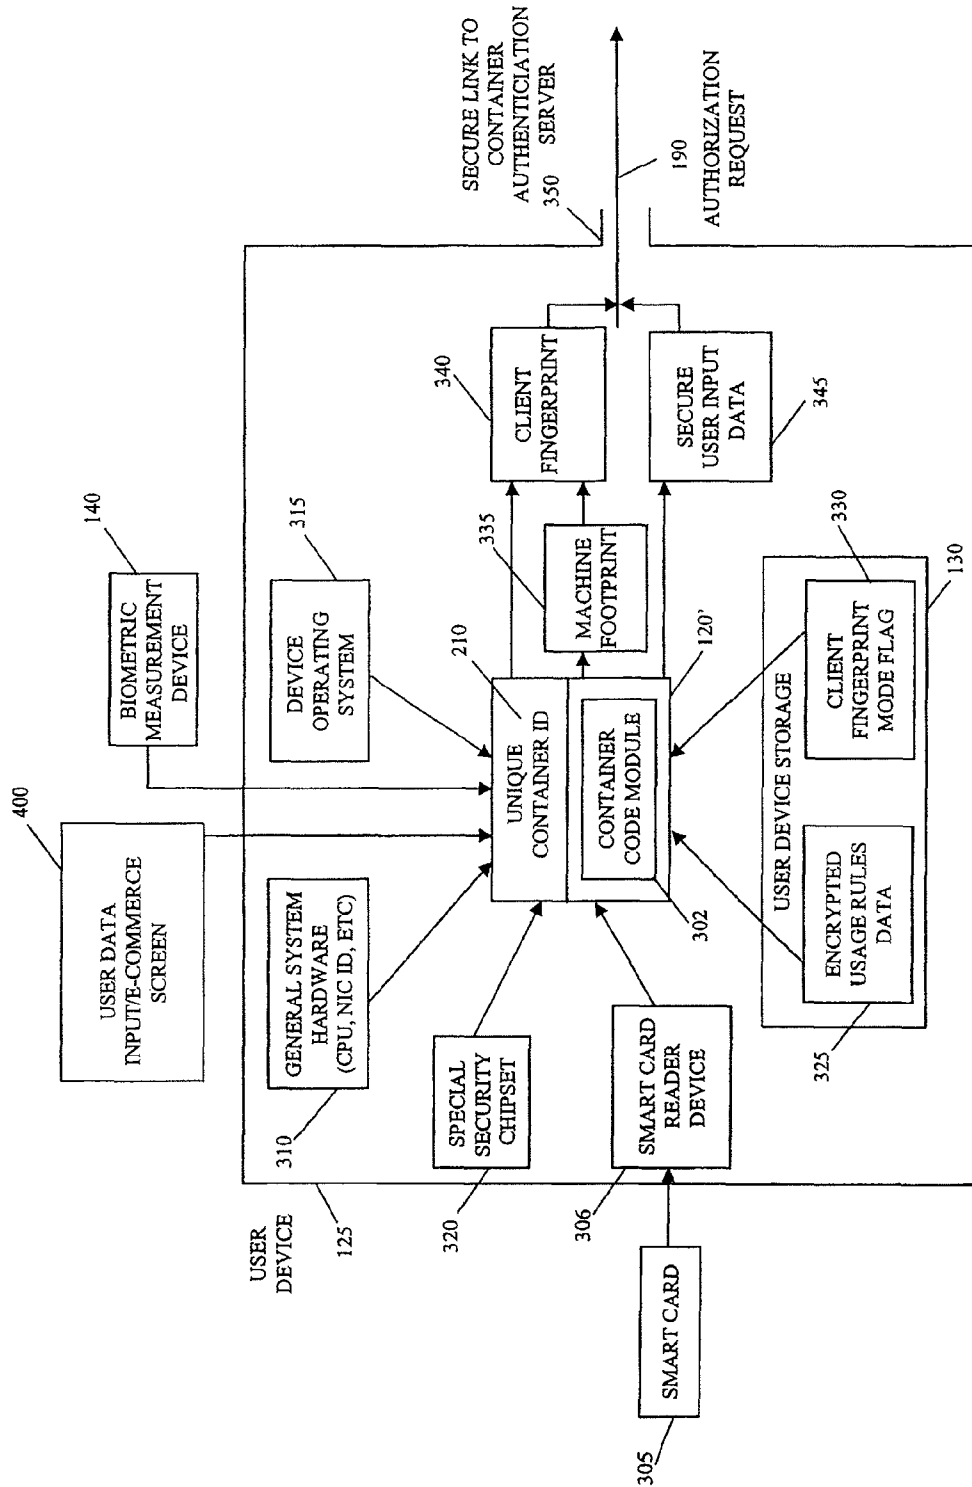 400
USER DATA
INPUT/E-COMMERCE
SCREEN
140
BIOMETRIC
MEASUREMENT
DEVICE
USER
DEVICE
125
310
GENERAL SYSTEM
HARDWARE
(CPU, NIC ID, ETC)
315
DEVICE
OPERATING
SYSTEM
SECURE LINK TO
CONTAINER
AUTHENTICIATION
SERVER
350
320
SPECIAL
SECURITY
CHIPSET
210
UNIQUE
CONTAINER ID
335
MACHINE
FOOTPRINT
340
CLIENT
FINGERPRINT
190
AUTHORIZATION
REQUEST
305
SMART CARD
306
SMART CARD
READER
DEVICE
302
CONTAINER
CODE MODULE
120'
SECURE
USER INPUT
DATA
345
USER DEVICE STORAGE
325
ENCRYPTED
USAGE RULES
DATA
330
CLIENT
FINGERPRINT
MODE FLAG
130